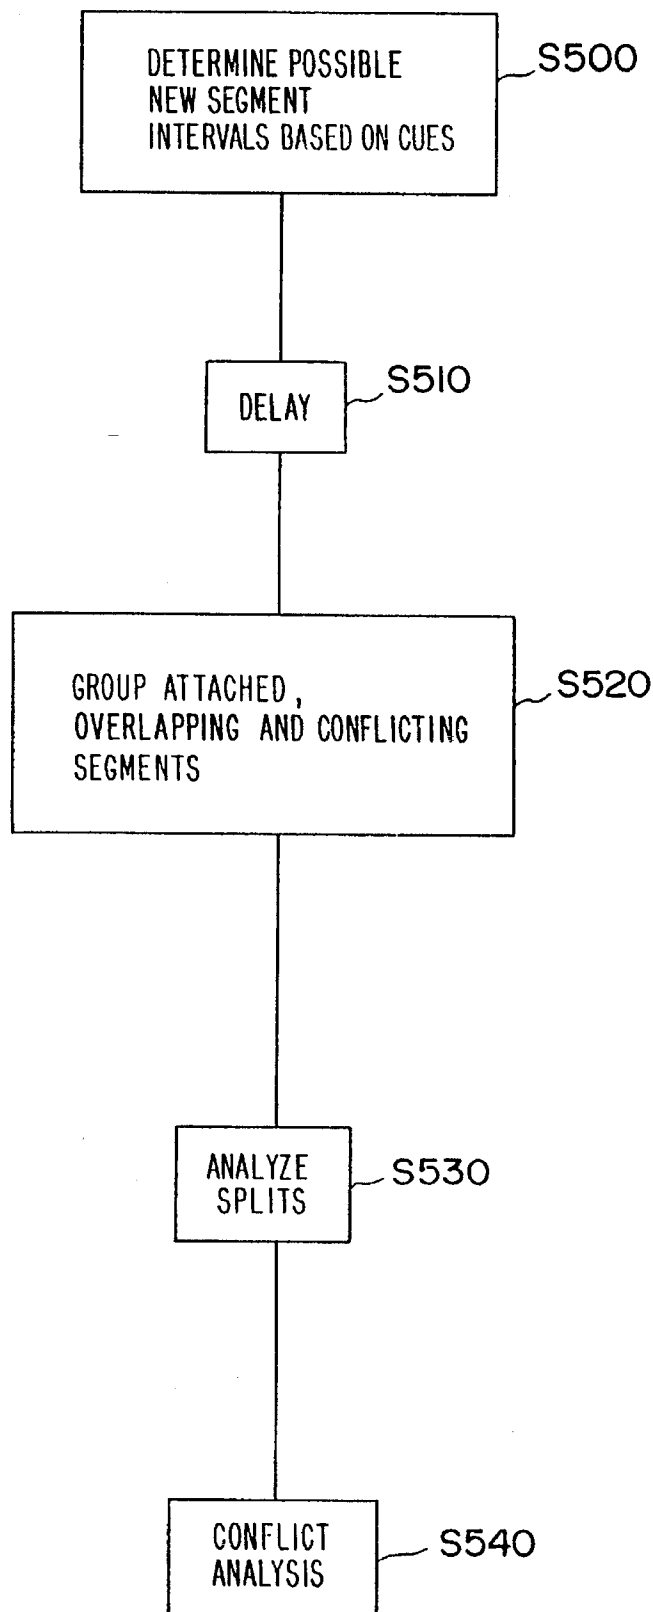 DETERMINE POSSIBLE
NEW SEGMENT
INTERVALS BASED ON CUES
S500
DELAY
S510
GROUP ATTACHED,
OVERLAPPING AND CONFLICTING
SEGMENTS
S520
ANALYZE
SPLITS
S530
CONFLICT
ANALYSIS
S540